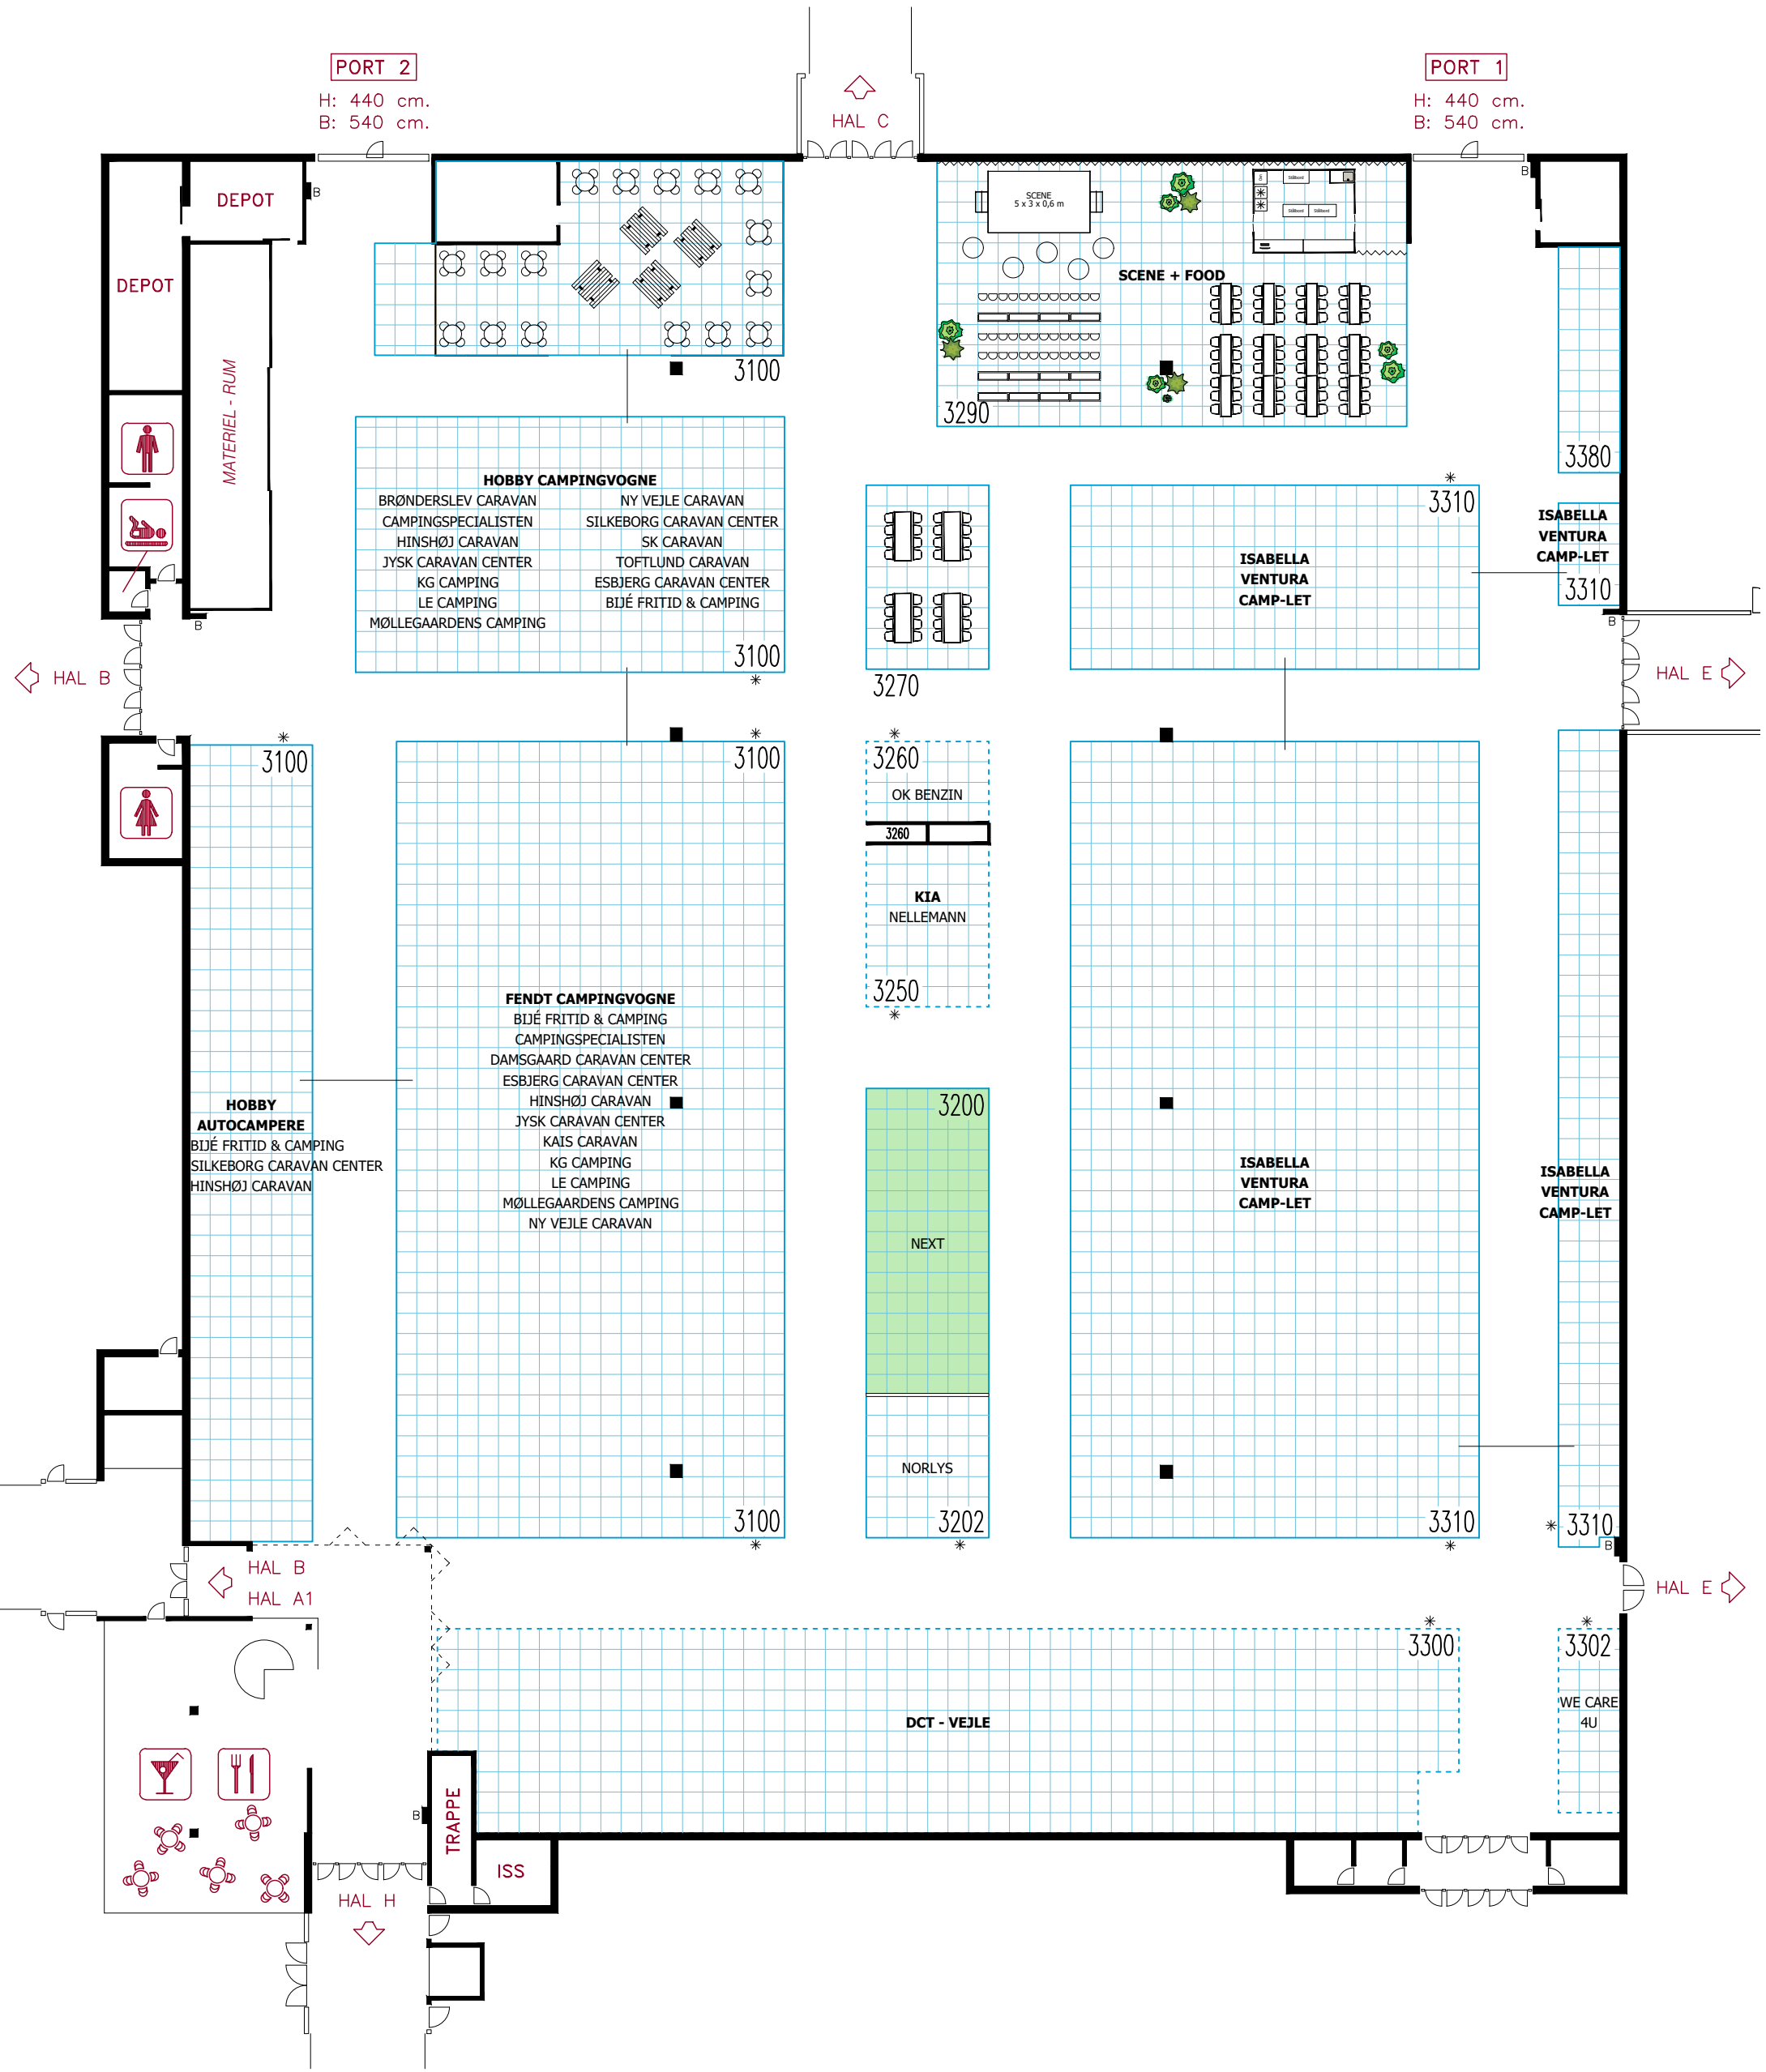 PORT 2
H: 440 cm.
B: 540 cm.
HAL C
PORT 1
H: 440 cm.
B: 540 cm.
DEPOT
B
DEPOT
MATERIEL - RUM
3100
SCENE
5 x 3 x 0,6 m
SCENE + FOOD
3290
B
3380
HOBBY CAMPINGVOGNE
BRØNDERSLEV CARAVAN
CAMPINGSPECIALISTEN
HINSHØJ CARAVAN
JYSK CARAVAN CENTER
KG CAMPING
LE CAMPING
MØLLEGAARDENS CAMPING
NY VEJLE CARAVAN
SILKEBORG CARAVAN CENTER
SK CARAVAN
TOFTLUND CARAVAN
ESBJERG CARAVAN CENTER
BIJÉ FRITID & CAMPING
3100
3270
3310
ISABELLA
VENTURA
CAMP-LET
ISABELLA
VENTURA
CAMP-LET
3310
B
B
HAL B
HAL E
3100
HOBBY
AUTOCAMPERE
BIJÉ FRITID & CAMPING
SILKEBORG CARAVAN CENTER
HINSHØJ CARAVAN
3100
FENDT CAMPINGVOGNE
BIJÉ FRITID & CAMPING
CAMPINGSPECIALISTEN
DAMSGAARD CARAVAN CENTER
ESBJERG CARAVAN CENTER
HINSHØJ CARAVAN
JYSK CARAVAN CENTER
KAIS CARAVAN
KG CAMPING
LE CAMPING
MØLLEGAARDENS CAMPING
NY VEJLE CARAVAN
3100
3260
OK BENZIN
3260
KIA
NELLEMANN
3250
3200
NEXT
NORLYS
3202
ISABELLA
VENTURA
CAMP-LET
3310
ISABELLA
VENTURA
CAMP-LET
3310
B
HAL B
HAL A1
HAL E
3300
DCT - VEJLE
3302
WE CARE
4U
B
TRAPPE
ISS
HAL H